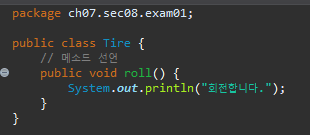 package ch07.sec08.exam01;
public class Tire {
// 메소드 선언
public void roll() {
System.out.println("회전합니다.");
}
}